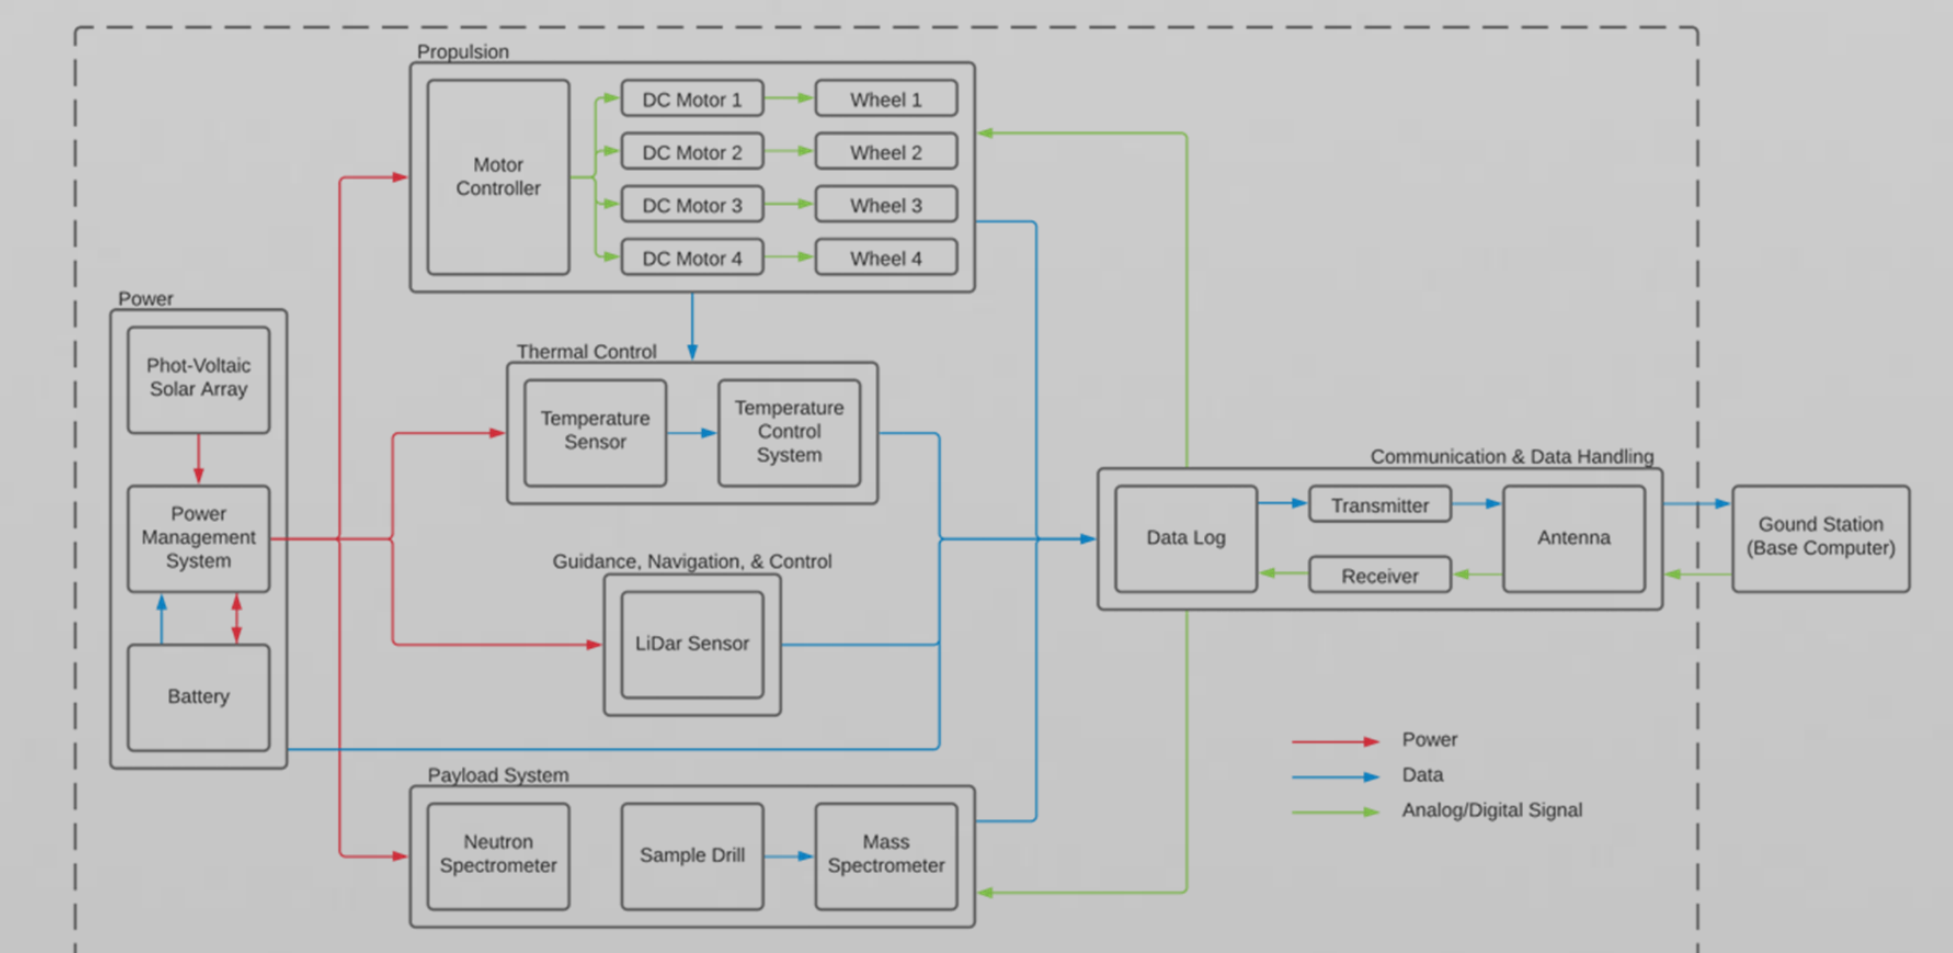 Propulsion
Motor
Controller
DC Motor 1
Wheel 1
DC Motor 2
Wheel 2
DC Motor 3
Wheel 3
DC Motor 4
Wheel 4
Power
Phot-Voltaic
Solar Array
Power
Management
System
Battery
Thermal Control
Temperature
Sensor
Temperature
Control
System
Guidance, Navigation, & Control
LiDar Sensor
Payload System
Neutron
Spectrometer
Sample Drill
Mass
Spectrometer
Communication & Data Handling
Data Log
Transmitter
Receiver
Antenna
Gound Station
(Base Computer)
Power
Data
Analog/Digital Signal